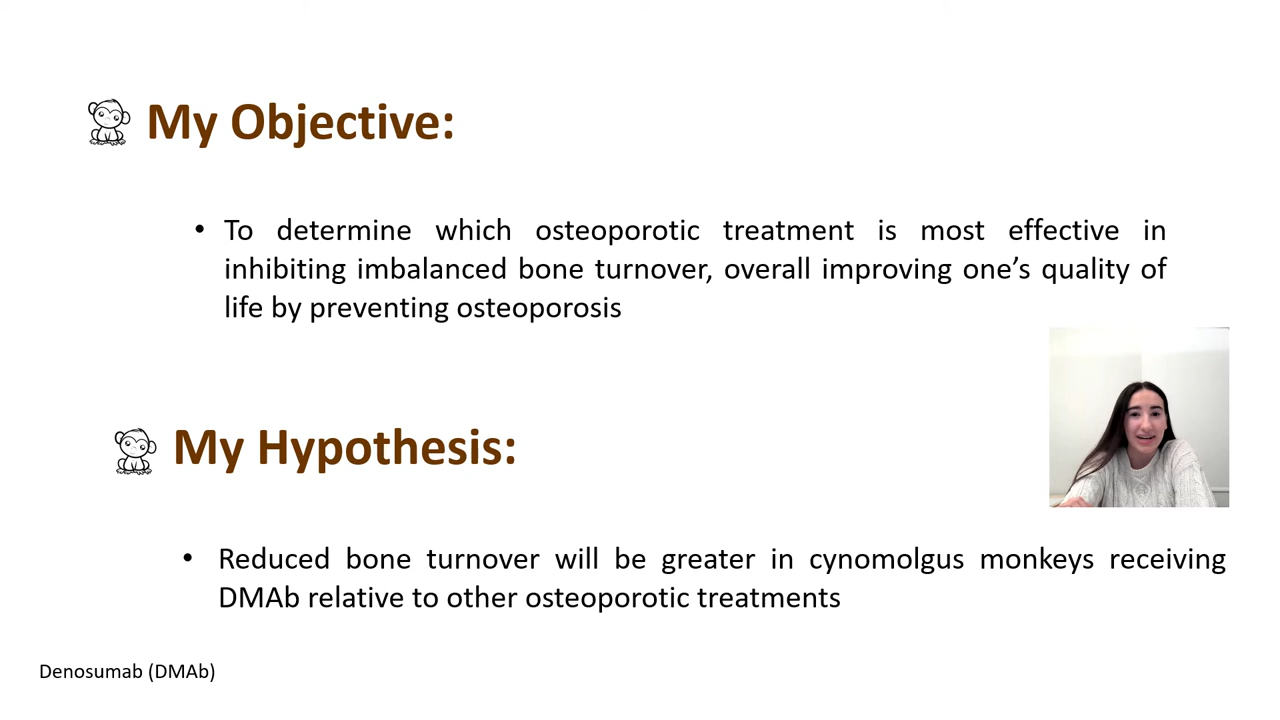 My Objective:
• To determine which osteoporotic treatment is most effective in
inhibiting imbalanced bone turnover, overall improving one’s quality of
life by preventing osteoporosis
My Hypothesis:
• Reduced bone turnover will be greater in cynomolgus monkeys receiving
DMAb relative to other osteoporotic treatments
Denosumab (DMAb)